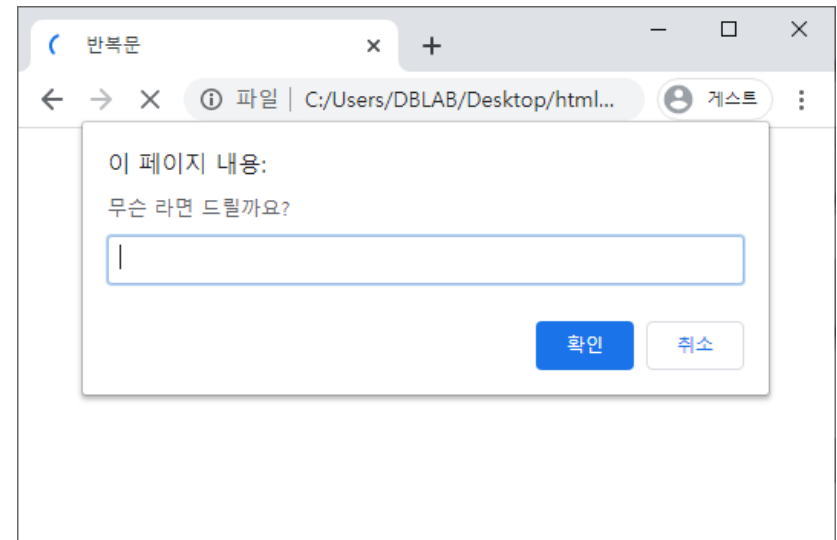 반복문
파일 | C:/Users/DBLAB/Desktop/html... 게스트
이 페이지 내용:
무슨 라면 드릴까요?
확인 취소